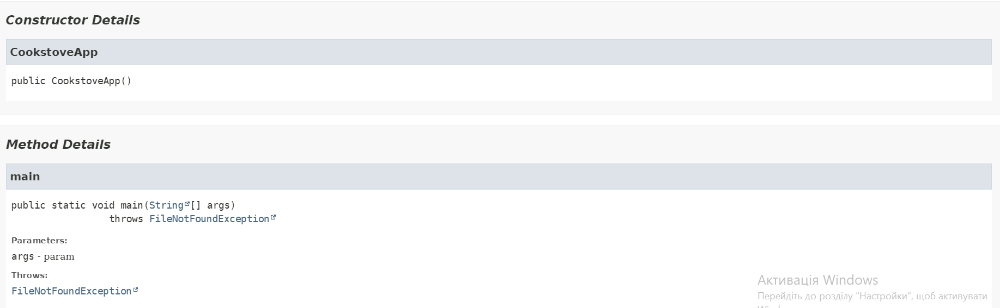 Constructor Details
CookstoveApp
public CookstoveApp()
Method Details
main
public static void main(String[] args)
throws FileNotFoundException
Parameters:
args - param
Throws:
FileNotFoundException
Активація Windows
Перейдіть до розділу "Настройки", щоб активувати